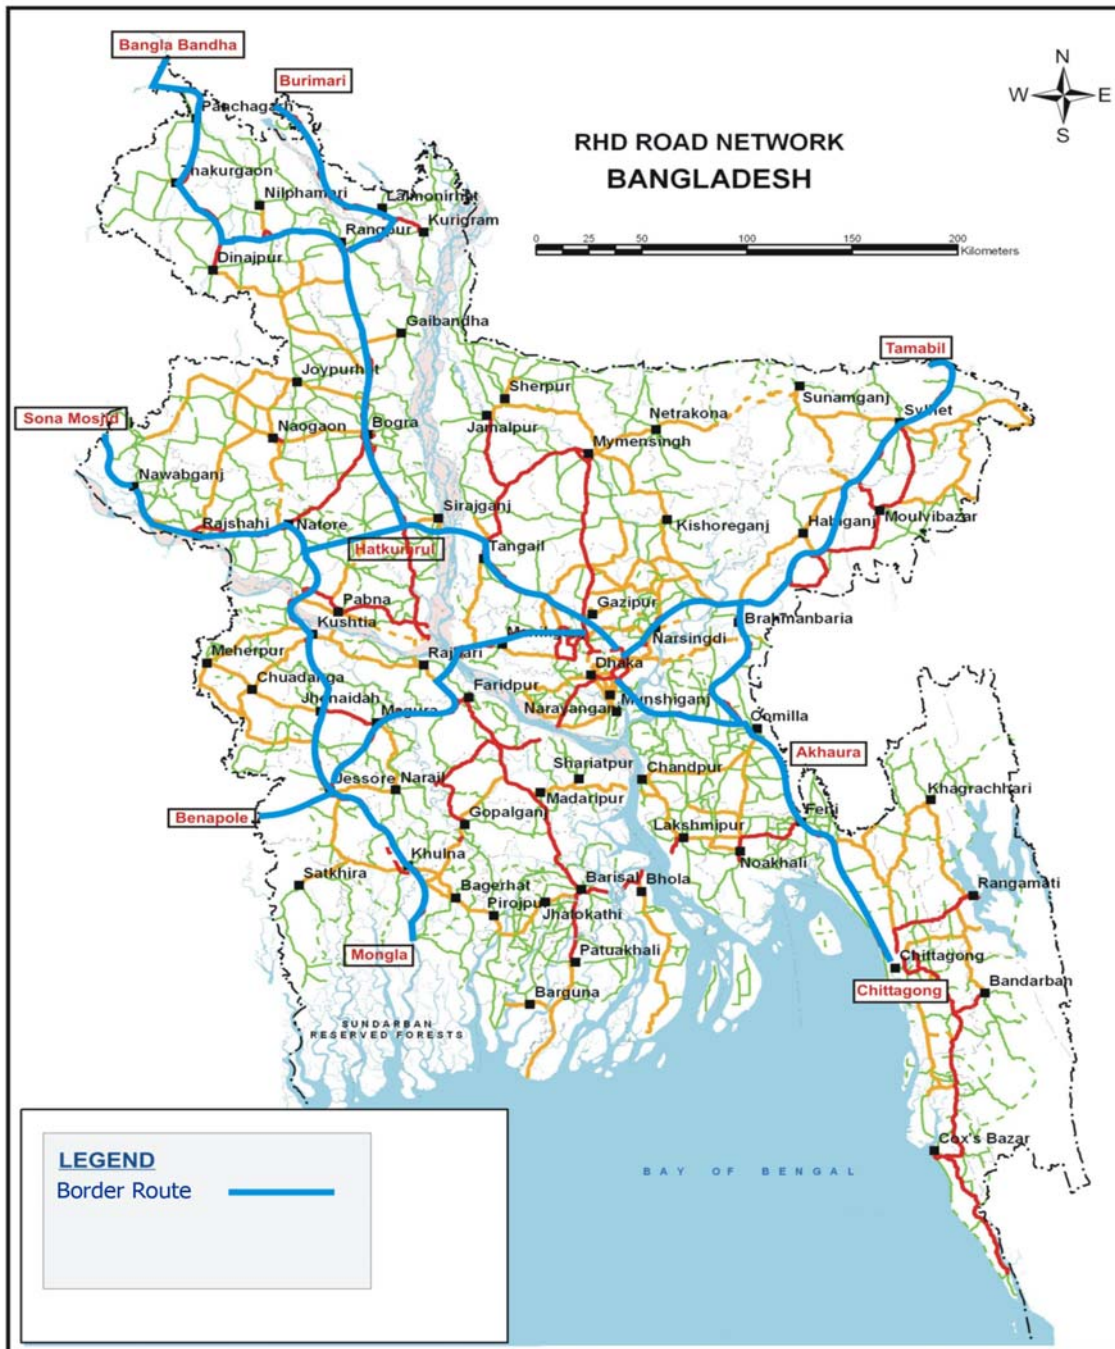 Bangla Bandha
Burimari
N
W E
S
RHD ROAD NETWORK
BANGLADESH
0 25 50 100 150 200
Kilometers
Panchagarh
Thakurgaon
Nilphamari
Lalmonirhat
Rangpur
Kurigram
Dinajpur
Gaibandha
Tamabil
Joypurhat
Sherpur
Sunamganj
Sona Mosjid
Naogaon
Bogra
Jamalpur
Netrakona
Sylhet
Mymensingh
Nawabganj
Rajshahi
Natore
Sirajganj
Kishoreganj
Habiganj
Moulvibazar
Hatkumrul
Tangail
Pabna
Gazipur
Kushtia
Narsingdi
Brahmanbaria
Meherpur
Rajbari
Dhaka
Chuadanga
Jhenaidah
Magura
Faridpur
Narayanganj
Munshiganj
Comilla
Akhaura
Shariatpur
Chandpur
Jessore
Narail
Madaripur
Khagrachhari
Benapole
Gopalganj
Lakshmipur
Feni
Noakhali
Khulna
Satkhira
Bagerhat
Barisal
Bhola
Rangamati
Pirojpur
Jhalokathi
Mongla
Patuakhali
Chittagong
Chittagong
Bandarban
Barguna
SUNDARBAN
RESERVED FORESTS
Cox's Bazar
BAY OF BENGAL
LEGEND
Border Route